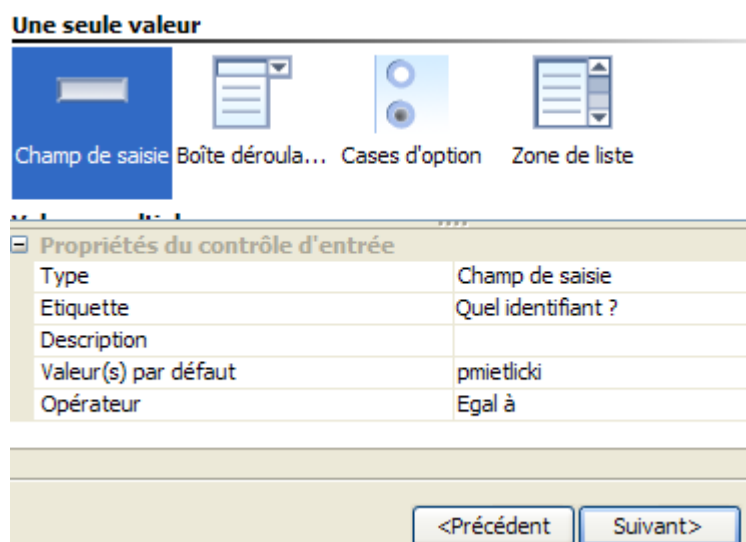 Une seule valeur
Champ de saisie Boîte déroula... Cases d'option Zone de liste
Propriétés du contrôle d'entrée
Type Champ de saisie
Etiquette Quel identifiant ?
Description
Valeur(s) par défaut pmietlicki
Opérateur Egal à
<Précédent Suivant>